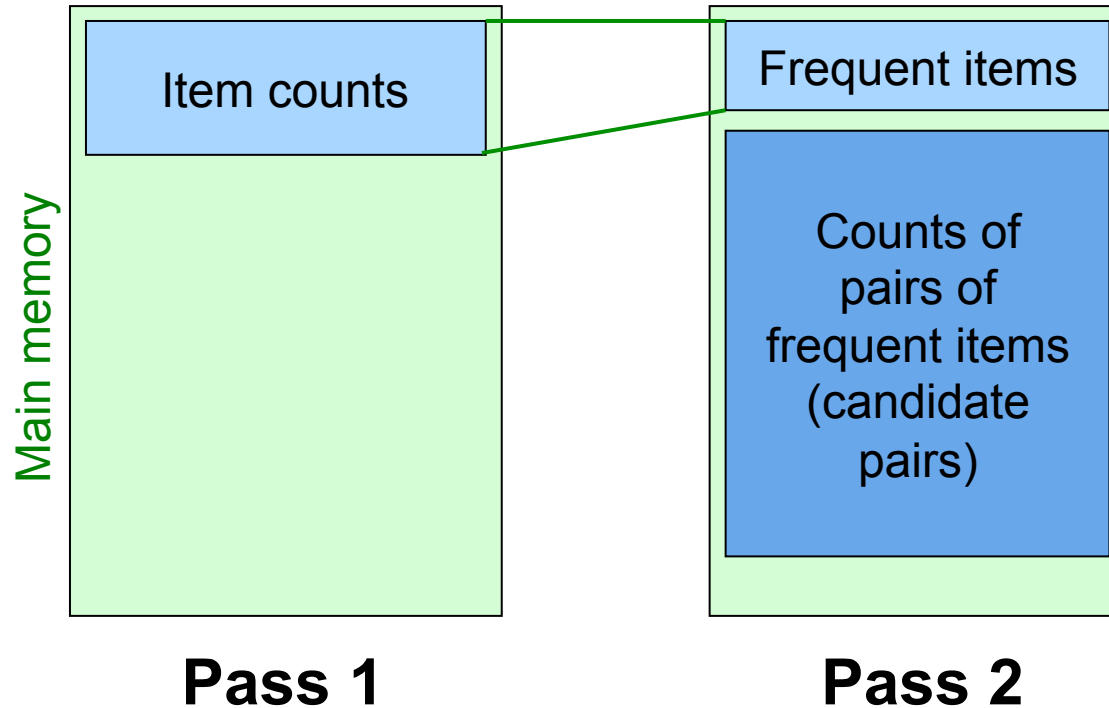 Main memory
Item counts
Frequent items
Counts of
pairs of
frequent items
(candidate
pairs)
Pass 1
Pass 2